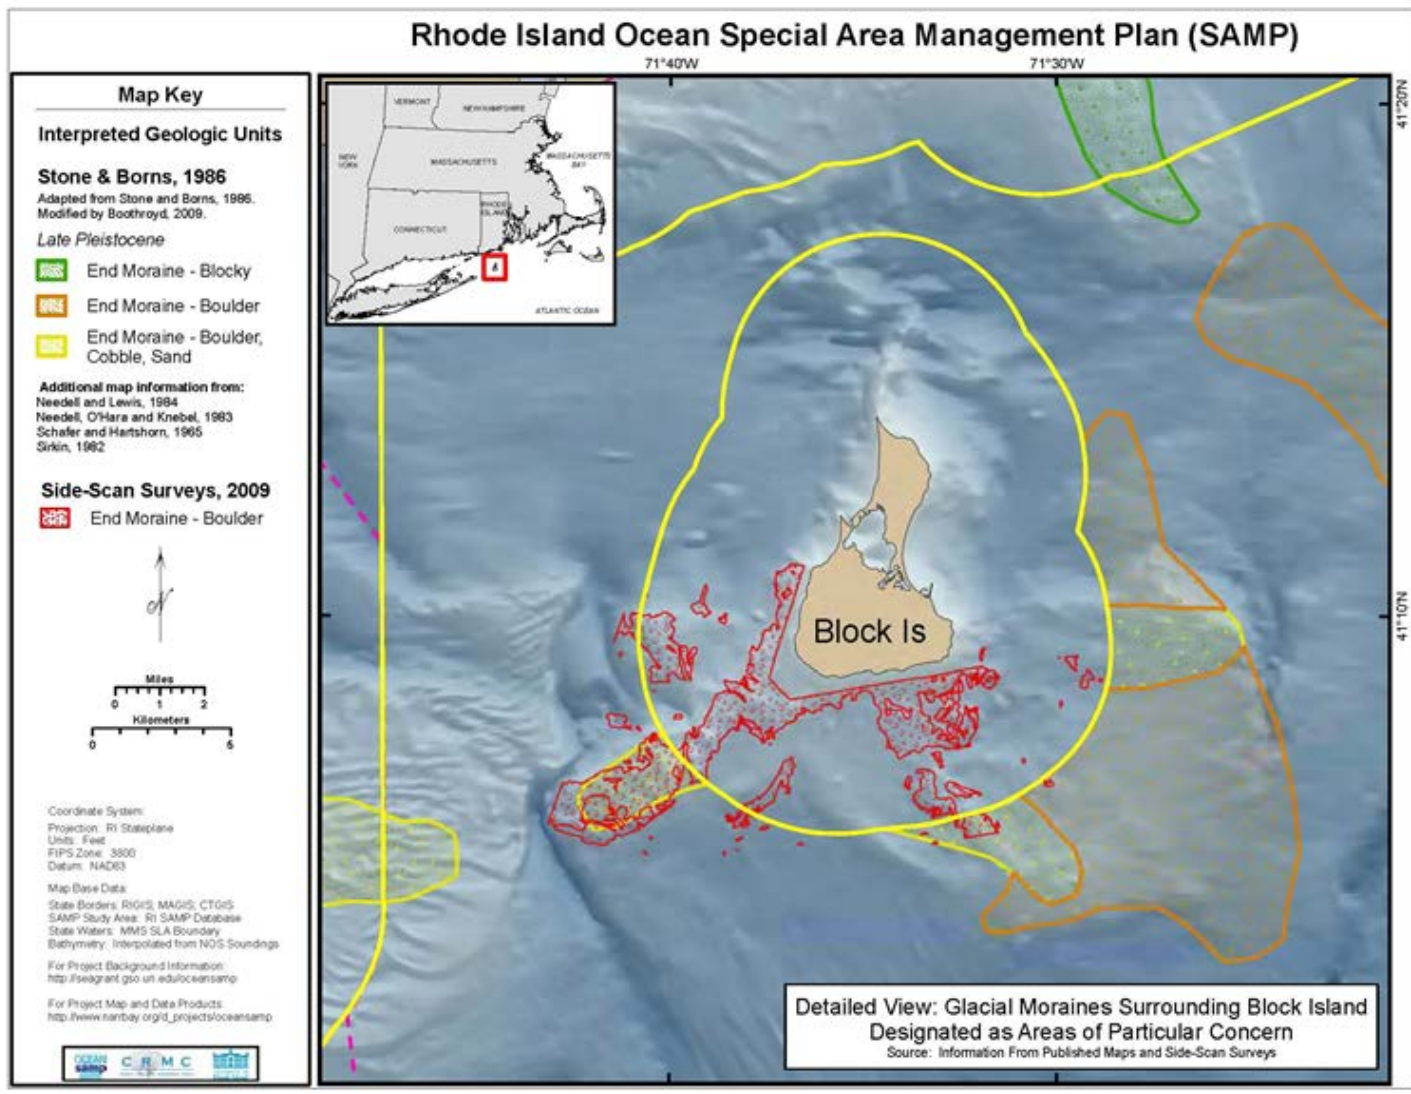 Rhode Island Ocean Special Area Management Plan (SAMP)
71°40'W
71°30'W
41°20'N
41°10'N
Map Key
Interpreted Geologic Units
Stone & Borns, 1986
Adapted from Stone and Borns, 1986.
Modified by Boothroyd, 2009.
Late Pleistocene
End Moraine - Blocky
End Moraine - Boulder
End Moraine - Boulder,
Cobble, Sand
Additional map information from:
Needell and Lewis, 1984
Needell, O'Hara and Knebel, 1983
Schafer and Hartshorn, 1965
Sirkin, 1982
Side-Scan Surveys, 2009
End Moraine - Boulder
N
Miles
0 1 2
Kilometers
0 5
Coordinate System:
Projection: RI Stateplane
Units: Feet
FIPS Zone: 3800
Datum: NAD83
Map Base Data:
State Borders: RIGIS, MAGIS, CTGIS
SAMP Study Area: RI SAMP Database
State Waters: MMS SLA Boundary
Bathymetry: Interpolated from NOS Soundings
For Project Background Information:
http://seagrant.gso.uri.edu/oceansamp
For Project Map and Data Products:
http://www.narrbay.org/d_projects/oceansamp
OCEAN
samp
C R M C
VERMONT
NEW HAMPSHIRE
NEW
YORK
MASSACHUSETTS
MASSACHUSETTS
BAY
CONNECTICUT
RHODE
ISLAND
ATLANTIC OCEAN
Block Is
Detailed View: Glacial Moraines Surrounding Block Island
Designated as Areas of Particular Concern
Source: Information From Published Maps and Side-Scan Surveys